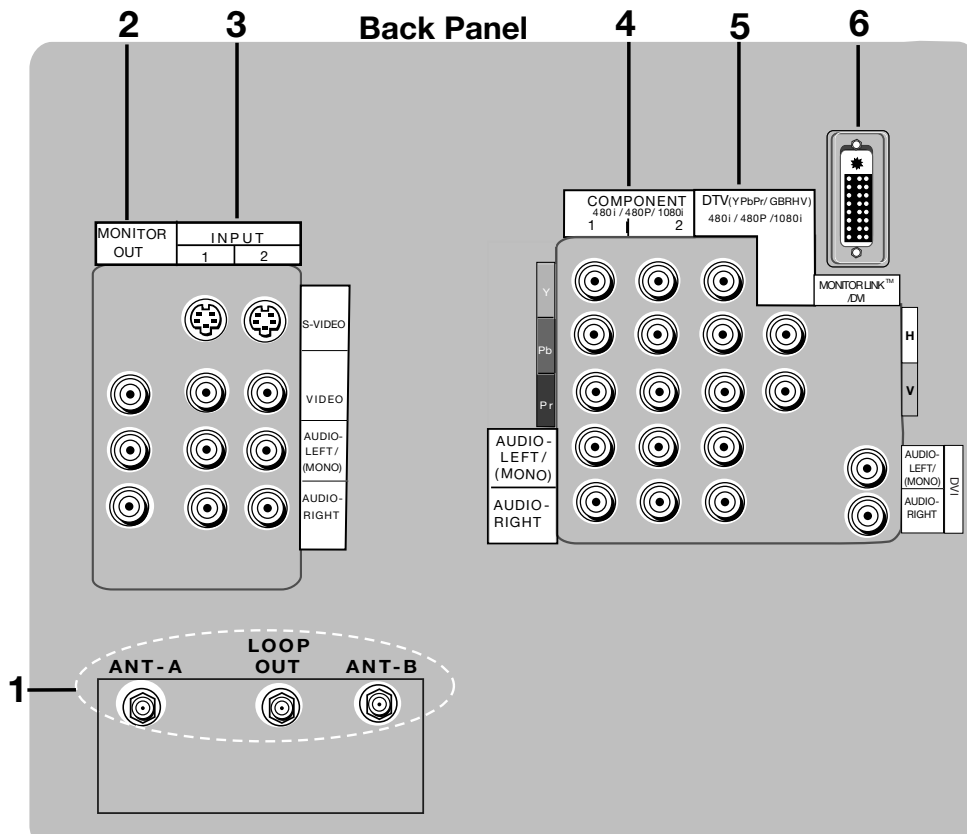 2 3 Back Panel 4 5 6
MONITOR
OUT
INPUT
1 2
S-VIDEO
VIDEO
AUDIO-
LEFT/
(MONO)
AUDIO-
RIGHT
COMPONENT
480i/480P/1080i
1 2
DTV(YPbPr/GBRHV)
480i/480P/1080i
MONITORLINK™
/DVI
Y
Pb
Pr
AUDIO-
LEFT/
(MONO)
AUDIO-
RIGHT
H
V
AUDIO-
LEFT/
(MONO)
AUDIO-
RIGHT
DVI
1
ANT-A
LOOP
OUT
ANT-B